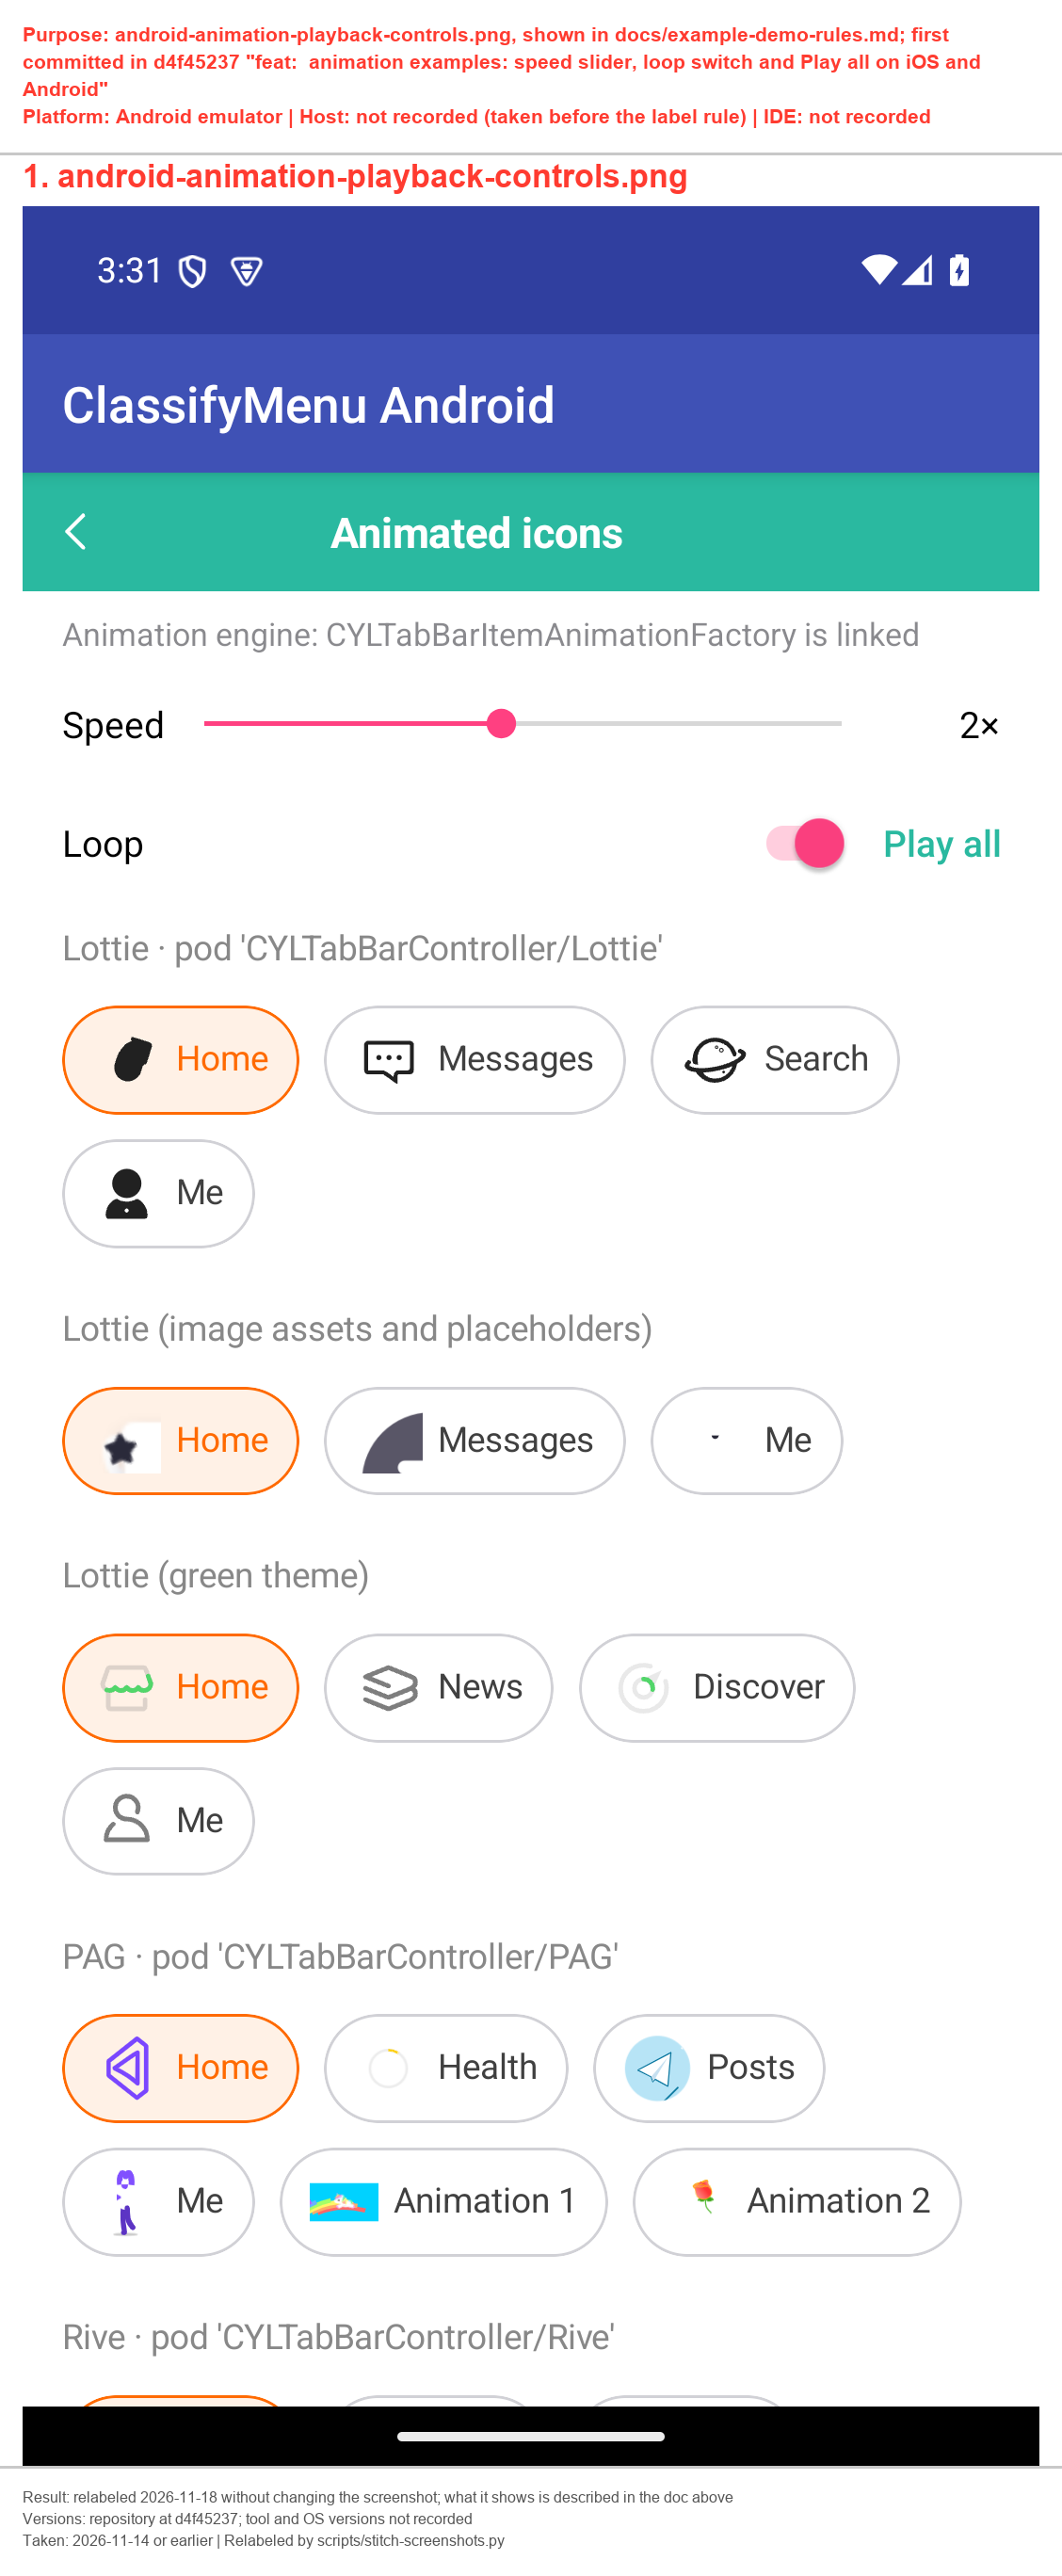 Purpose: android-animation-playback-controls.png, shown in docs/example-demo-rules.md; first
committed in d4f45237 "feat:  animation examples: speed slider, loop switch and Play all on iOS and
Android"
Platform: Android emulator | Host: not recorded (taken before the label rule) | IDE: not recorded
1. android-animation-playback-controls.png
3:31
ClassifyMenu Android
Animated icons
Animation engine: CYLTabBarItemAnimationFactory is linked
Speed 2×
Loop Play all
Lottie · pod 'CYLTabBarController/Lottie'
Home Messages Search
Me
Lottie (image assets and placeholders)
Home Messages Me
Lottie (green theme)
Home News Discover
Me
PAG · pod 'CYLTabBarController/PAG'
Home Health Posts
Me Animation 1 Animation 2
Rive · pod 'CYLTabBarController/Rive'
Result: relabeled 2026-11-18 without changing the screenshot; what it shows is described in the doc above
Versions: repository at d4f45237; tool and OS versions not recorded
Taken: 2026-11-14 or earlier | Relabeled by scripts/stitch-screenshots.py